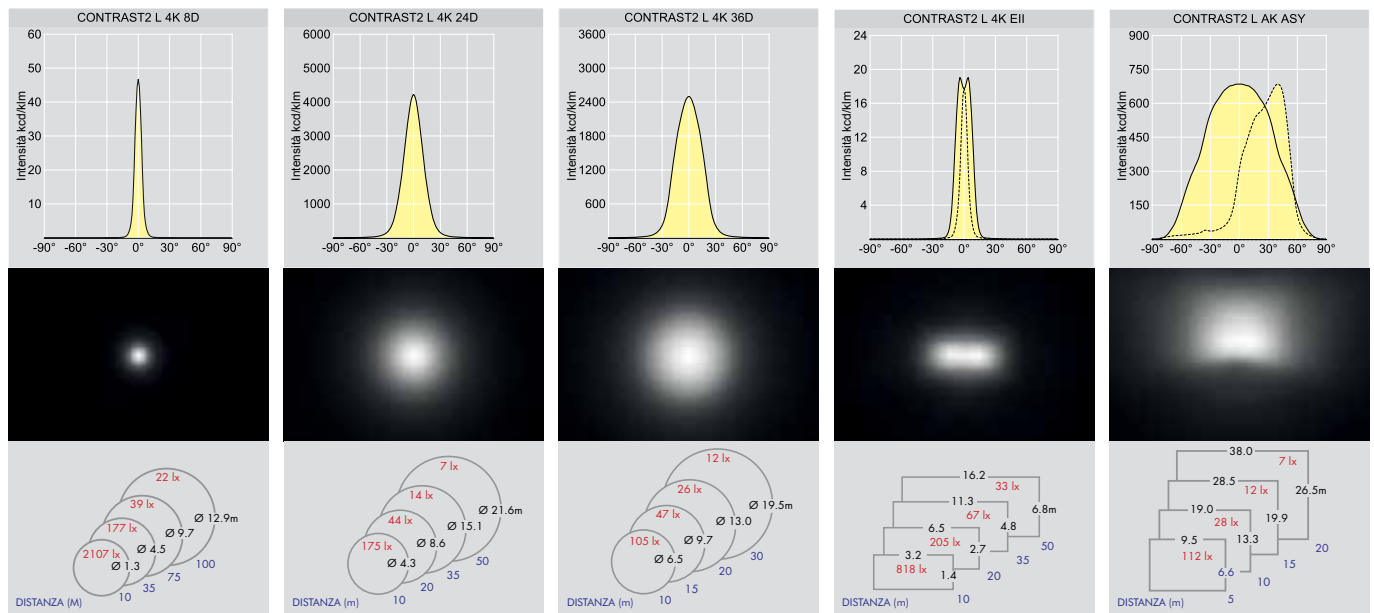 CONTRAST2 L 4K 8D
Intensità kcd/klm
60
50
40
30
20
10
-90° -60° -30° 0° 30° 60° 90°
2107 lx 177 lx 39 lx 22 lx
Ø 1.3 Ø 4.5 Ø 9.7 Ø 12.9m
10 35 75 100
DISTANZA (M)
CONTRAST2 L 4K 24D
Intensità kcd/klm
6000
5000
4000
3000
2000
1000
-90° -60° -30° 0° 30° 60° 90°
175 lx 44 lx 14 lx 7 lx
Ø 4.3 Ø 8.6 Ø 15.1 Ø 21.6m
10 20 35 50
DISTANZA (m)
CONTRAST2 L 4K 36D
Intensità kcd/klm
3600
3000
2400
1800
1200
600
-90° -60° -30° 0° 30° 60° 90°
105 lx 47 lx 26 lx 12 lx
Ø 6.5 Ø 9.7 Ø 13.0 Ø 19.5m
10 15 20 30
DISTANZA (m)
CONTRAST2 L 4K EII
Intensità kcd/klm
24
20
16
12
8
4
-90° -60° -30° 0° 30° 60° 90°
16.2
33 lx
11.3 6.8m
67 lx
6.5 4.8
205 lx
3.2 2.7
818 lx 1.4
10 20 35 50
DISTANZA (m)
CONTRAST2 L AK ASY
Intensità kcd/klm
900
750
600
450
300
150
-90° -60° -30° 0° 30° 60° 90°
38.0
7 lx
28.5
12 lx 26.5m
19.0
28 lx 19.9
9.5 13.3
112 lx
6.6
5 10 15 20
DISTANZA (m)